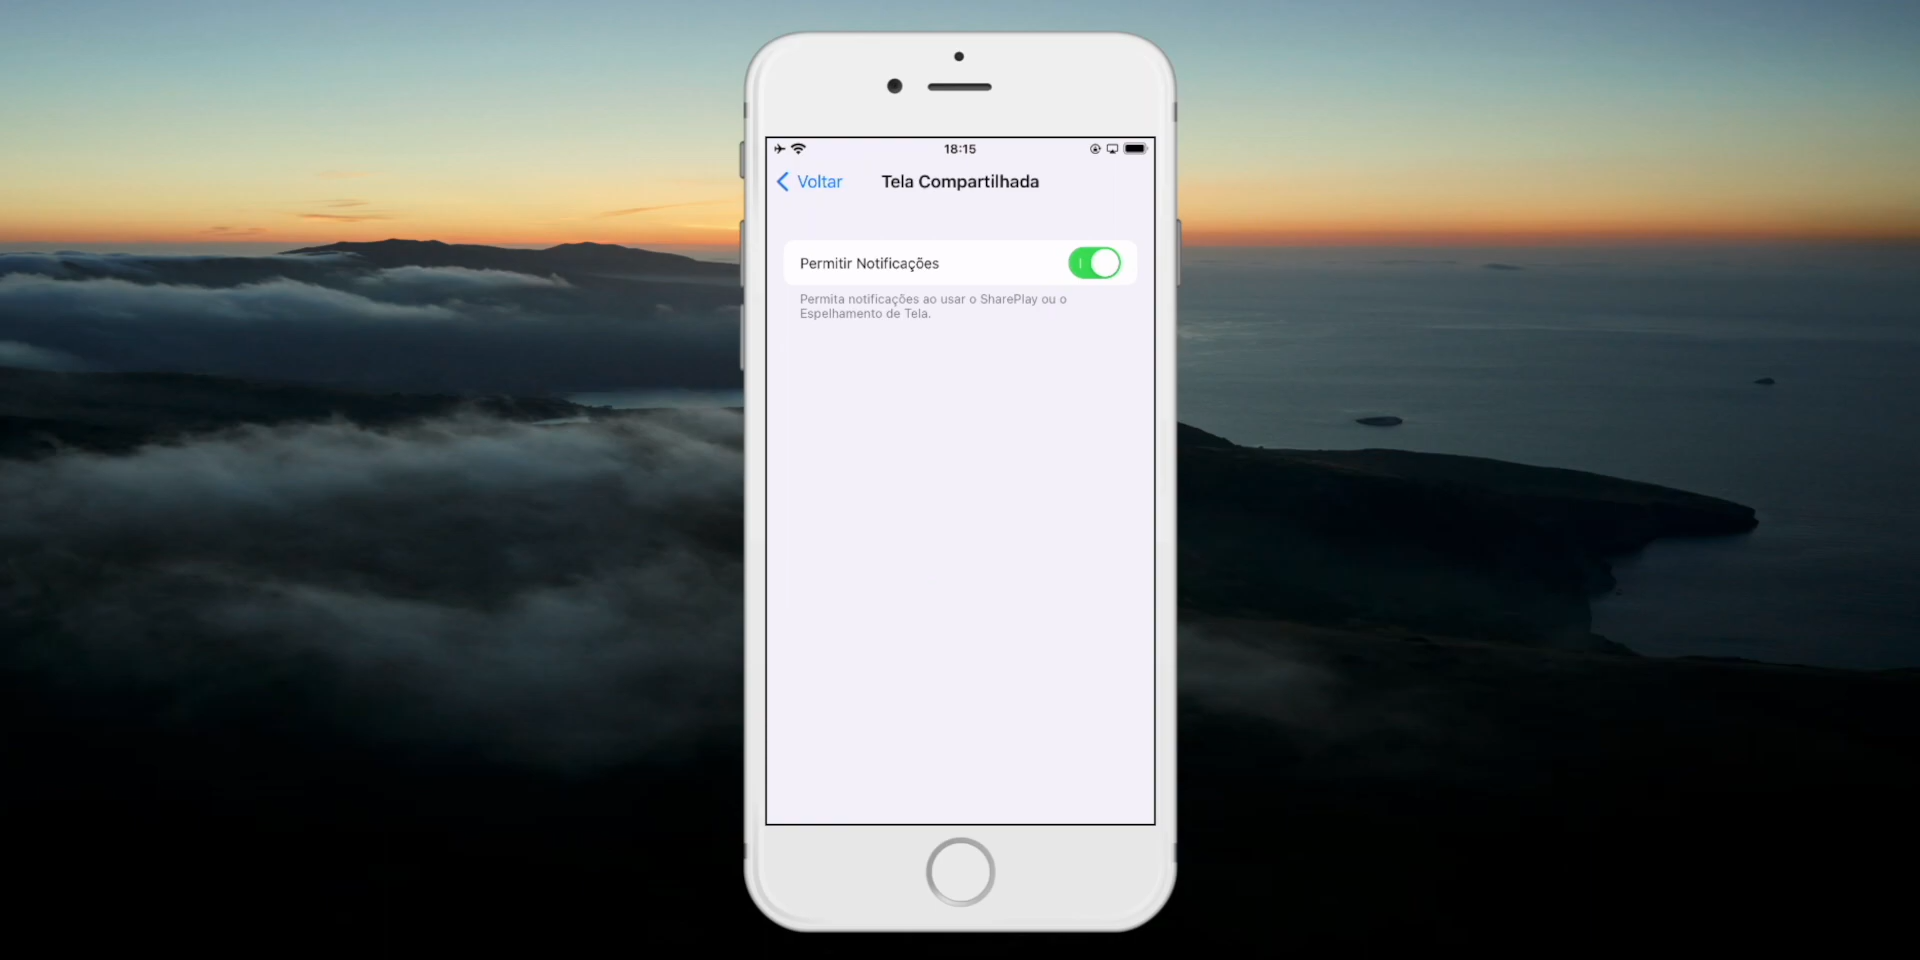 18:15
Voltar
Tela Compartilhada
Permitir Notificações
Permita notificações ao usar o SharePlay ou o
Espelhamento de Tela.